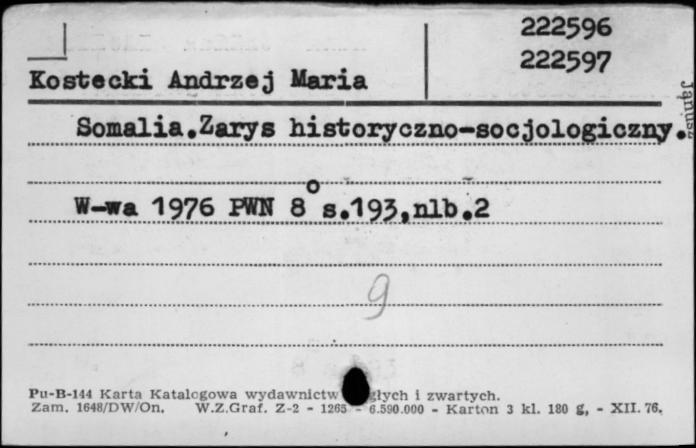 222596
222597
Kostecki Andrzej Maria
Somalia.Zarys historyczno-socjologiczny.
W-wa 1976 PWN 8° s.193,nlb.2
9
Pu-B-144 Karta Katalogowa wydawnictw głych i zwartych.
Zam. 1648/DW/On. W.Z.Graf. Z-2 - 1265 - 6.590.000 - Karton 3 kl. 180 g, - XII. 76.
Janusz